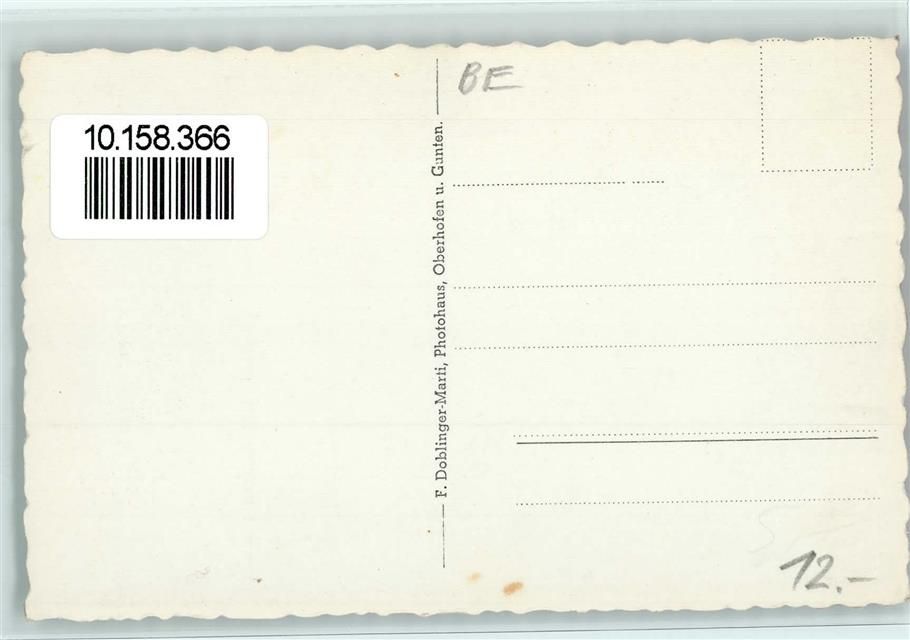 10.158.366
BE
F. Doblinger-Marti, Photohaus, Oberhofen u. Gunten.
12.-